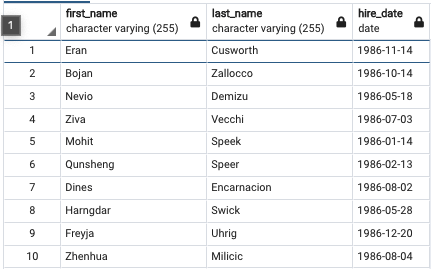 1
first_name last_name hire_date
character varying (255) character varying (255) date
1 Eran Cusworth 1986-11-14
2 Bojan Zallocco 1986-10-14
3 Nevio Demizu 1986-05-18
4 Ziva Vecchi 1986-07-03
5 Mohit Speek 1986-01-14
6 Qunsheng Speer 1986-02-13
7 Dines Encarnacion 1986-08-02
8 Harngdar Swick 1986-05-28
9 Freyja Uhrig 1986-12-20
10 Zhenhua Milicic 1986-08-04